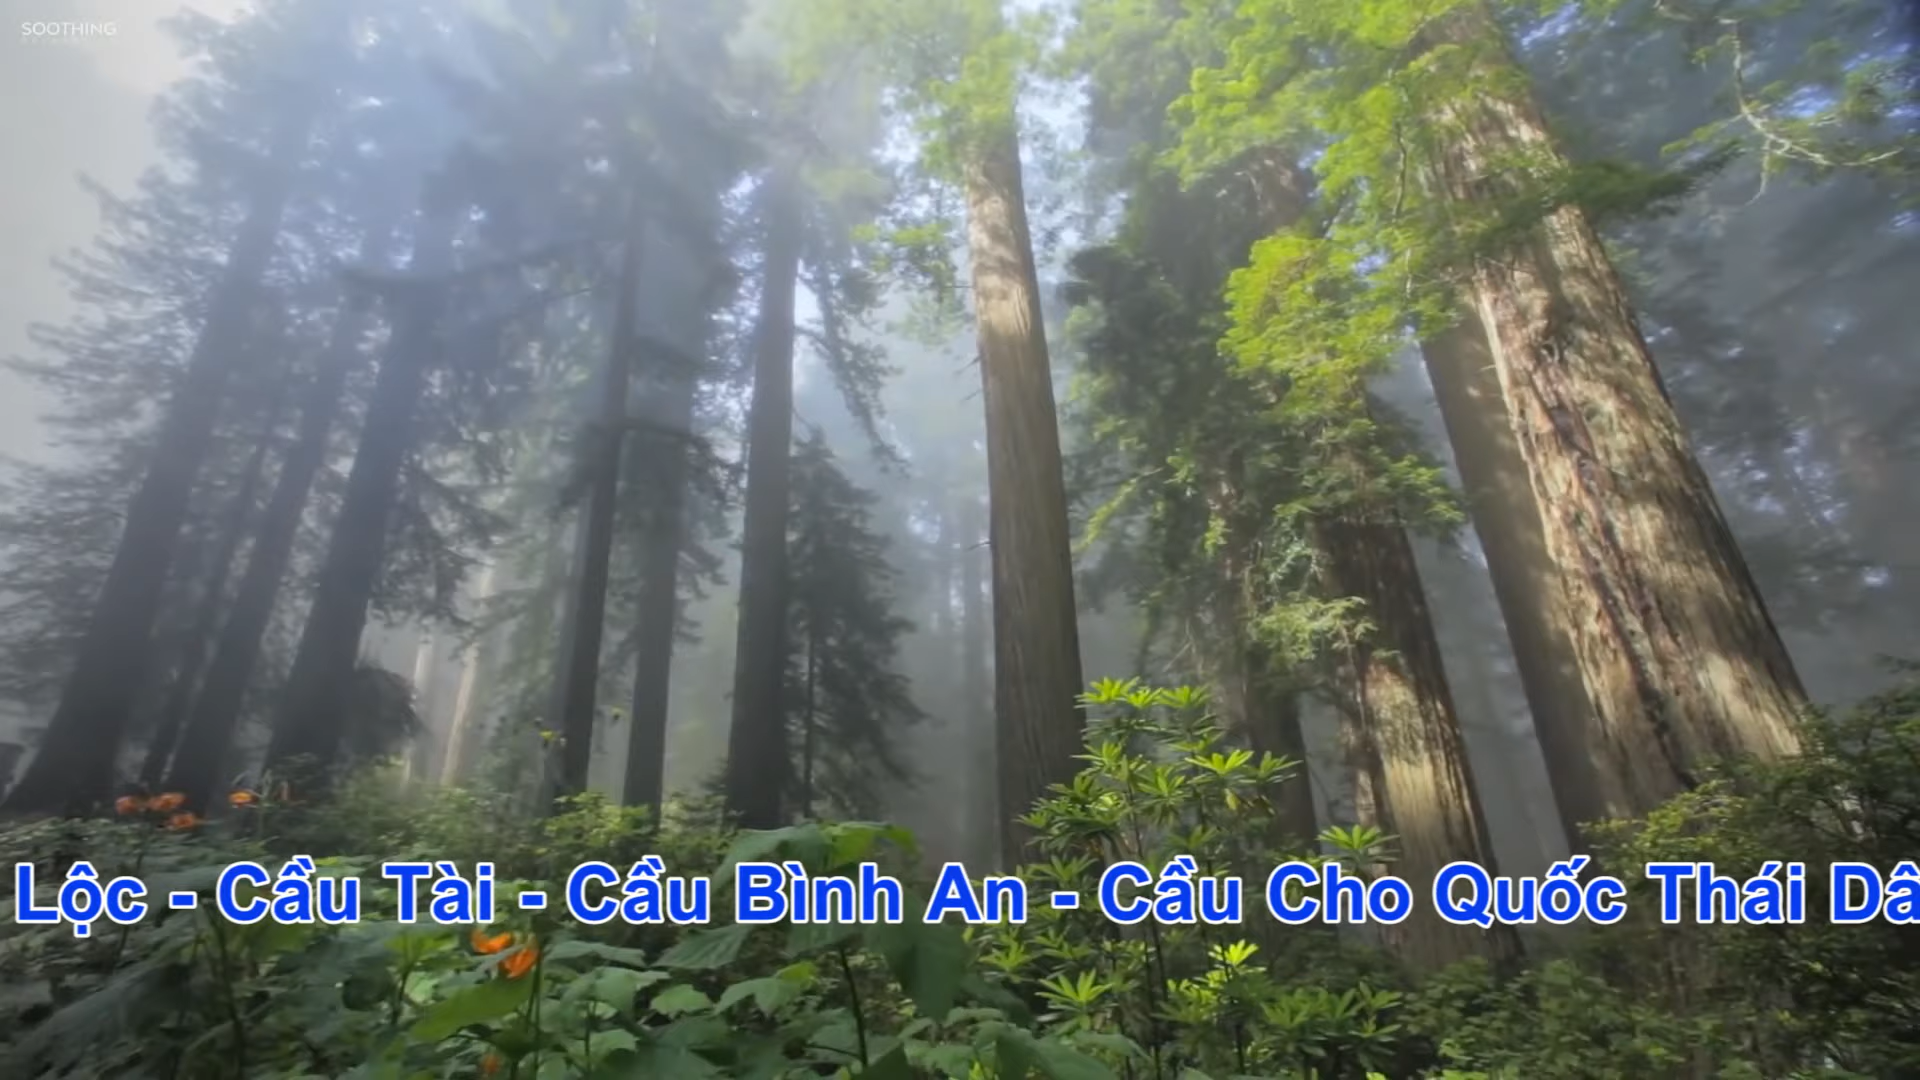 SOOTHING
Lộc - Cầu Tài - Cầu Bình An - Cầu Cho Quốc Thái Dâ